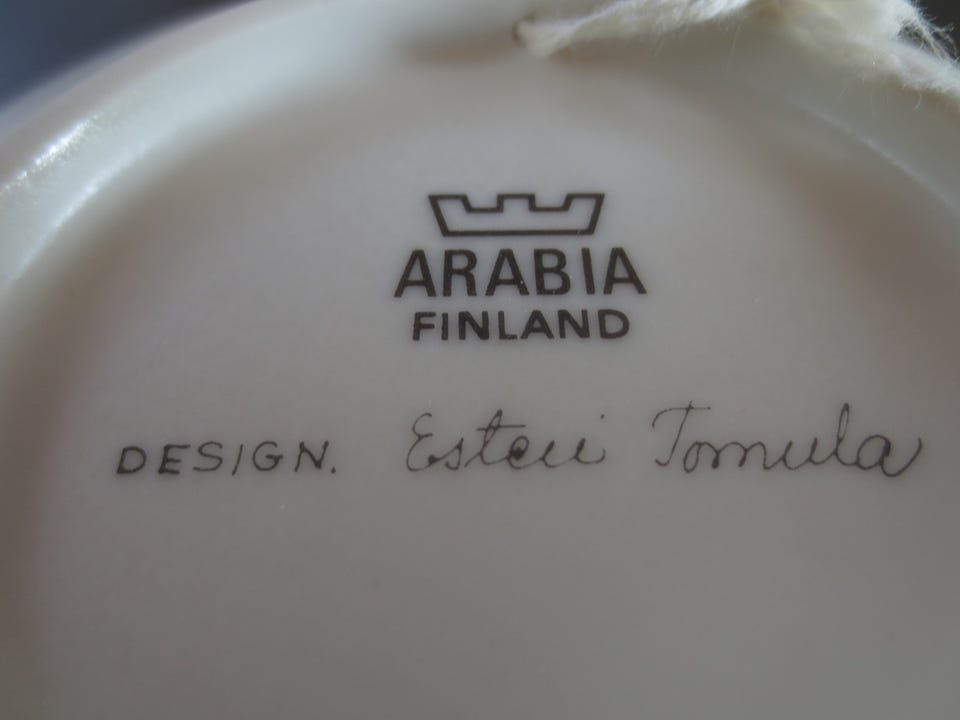 ARABIA
FINLAND
DESIGN. Esteri Tomula